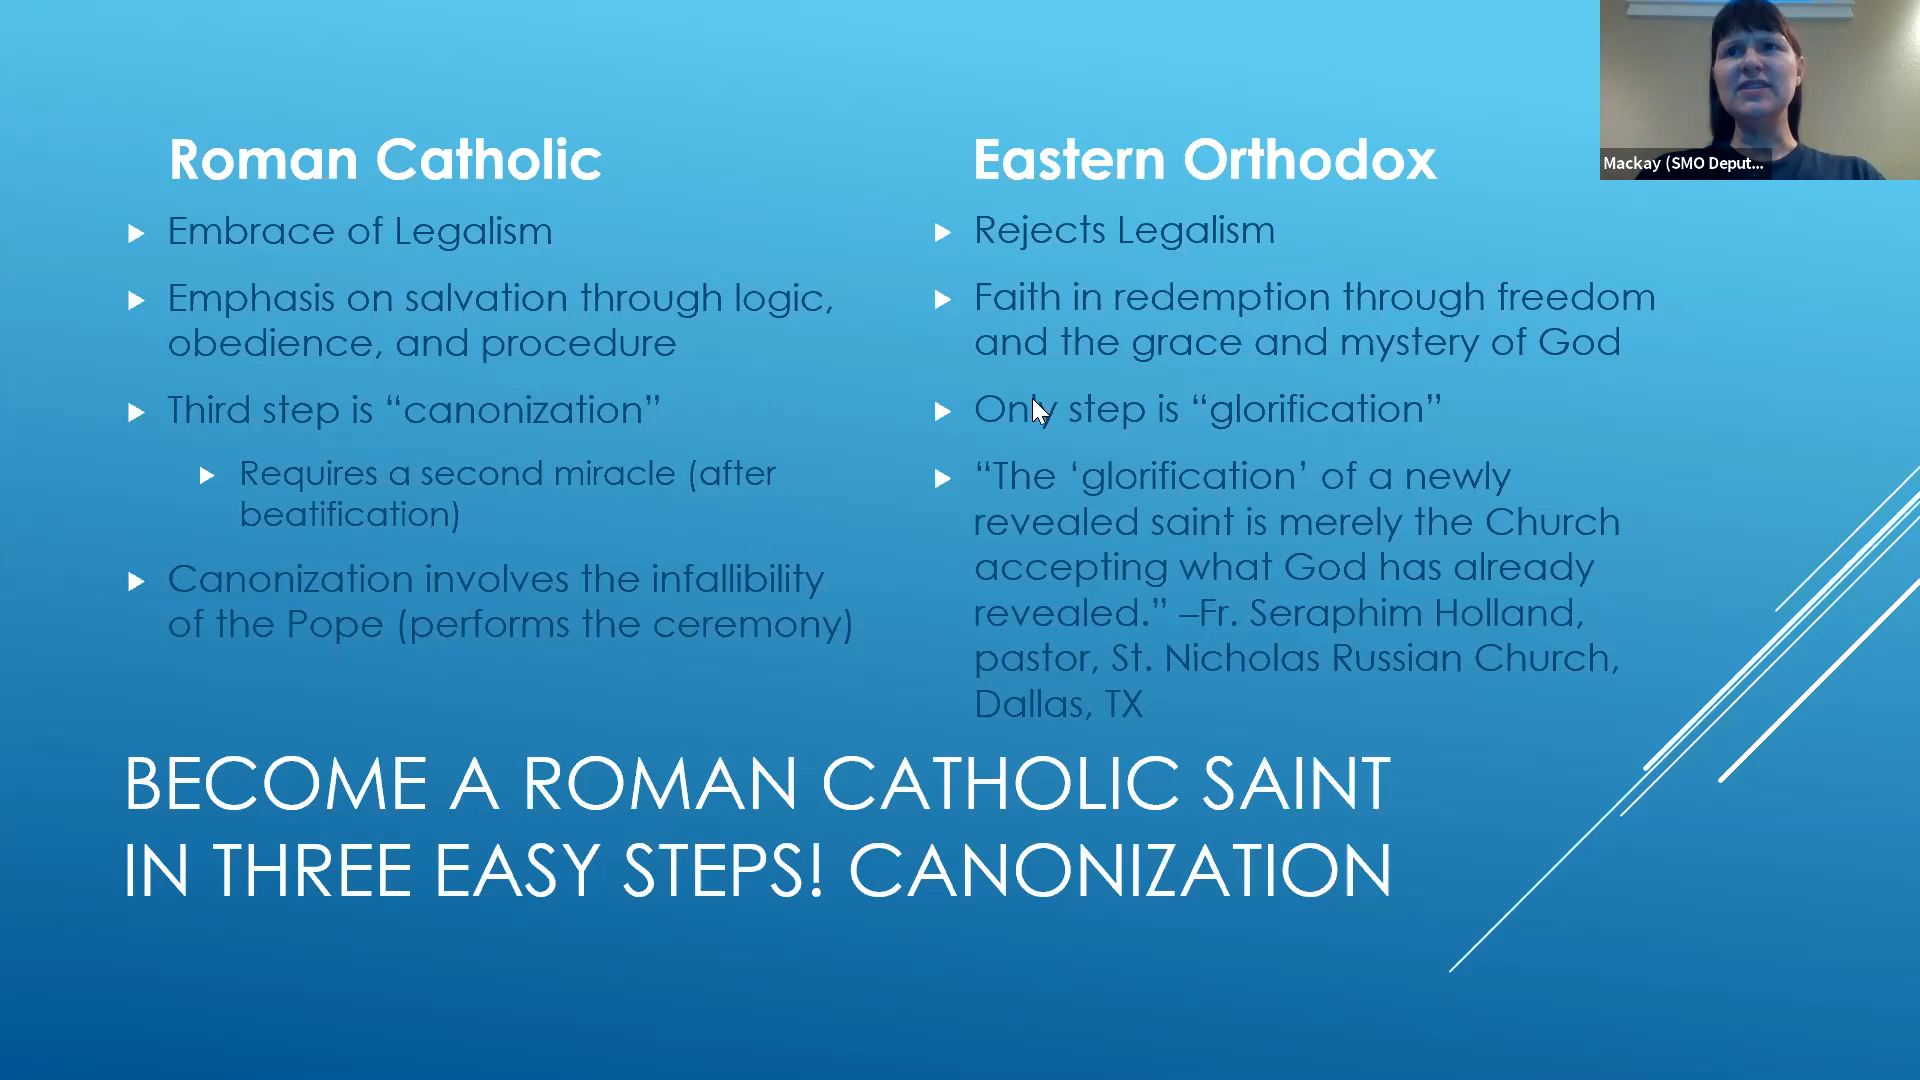 Roman Catholic
Embrace of Legalism
Emphasis on salvation through logic,
obedience, and procedure
Third step is “canonization”
Requires a second miracle (after
beatification)
Canonization involves the infallibility
of the Pope (performs the ceremony)
Eastern Orthodox
Rejects Legalism
Faith in redemption through freedom
and the grace and mystery of God
Only step is “glorification”
“The ‘glorification’ of a newly
revealed saint is merely the Church
accepting what God has already
revealed.” –Fr. Seraphim Holland,
pastor, St. Nicholas Russian Church,
Dallas, TX
BECOME A ROMAN CATHOLIC SAINT
IN THREE EASY STEPS! CANONIZATION
Mackay (SMO Deput...